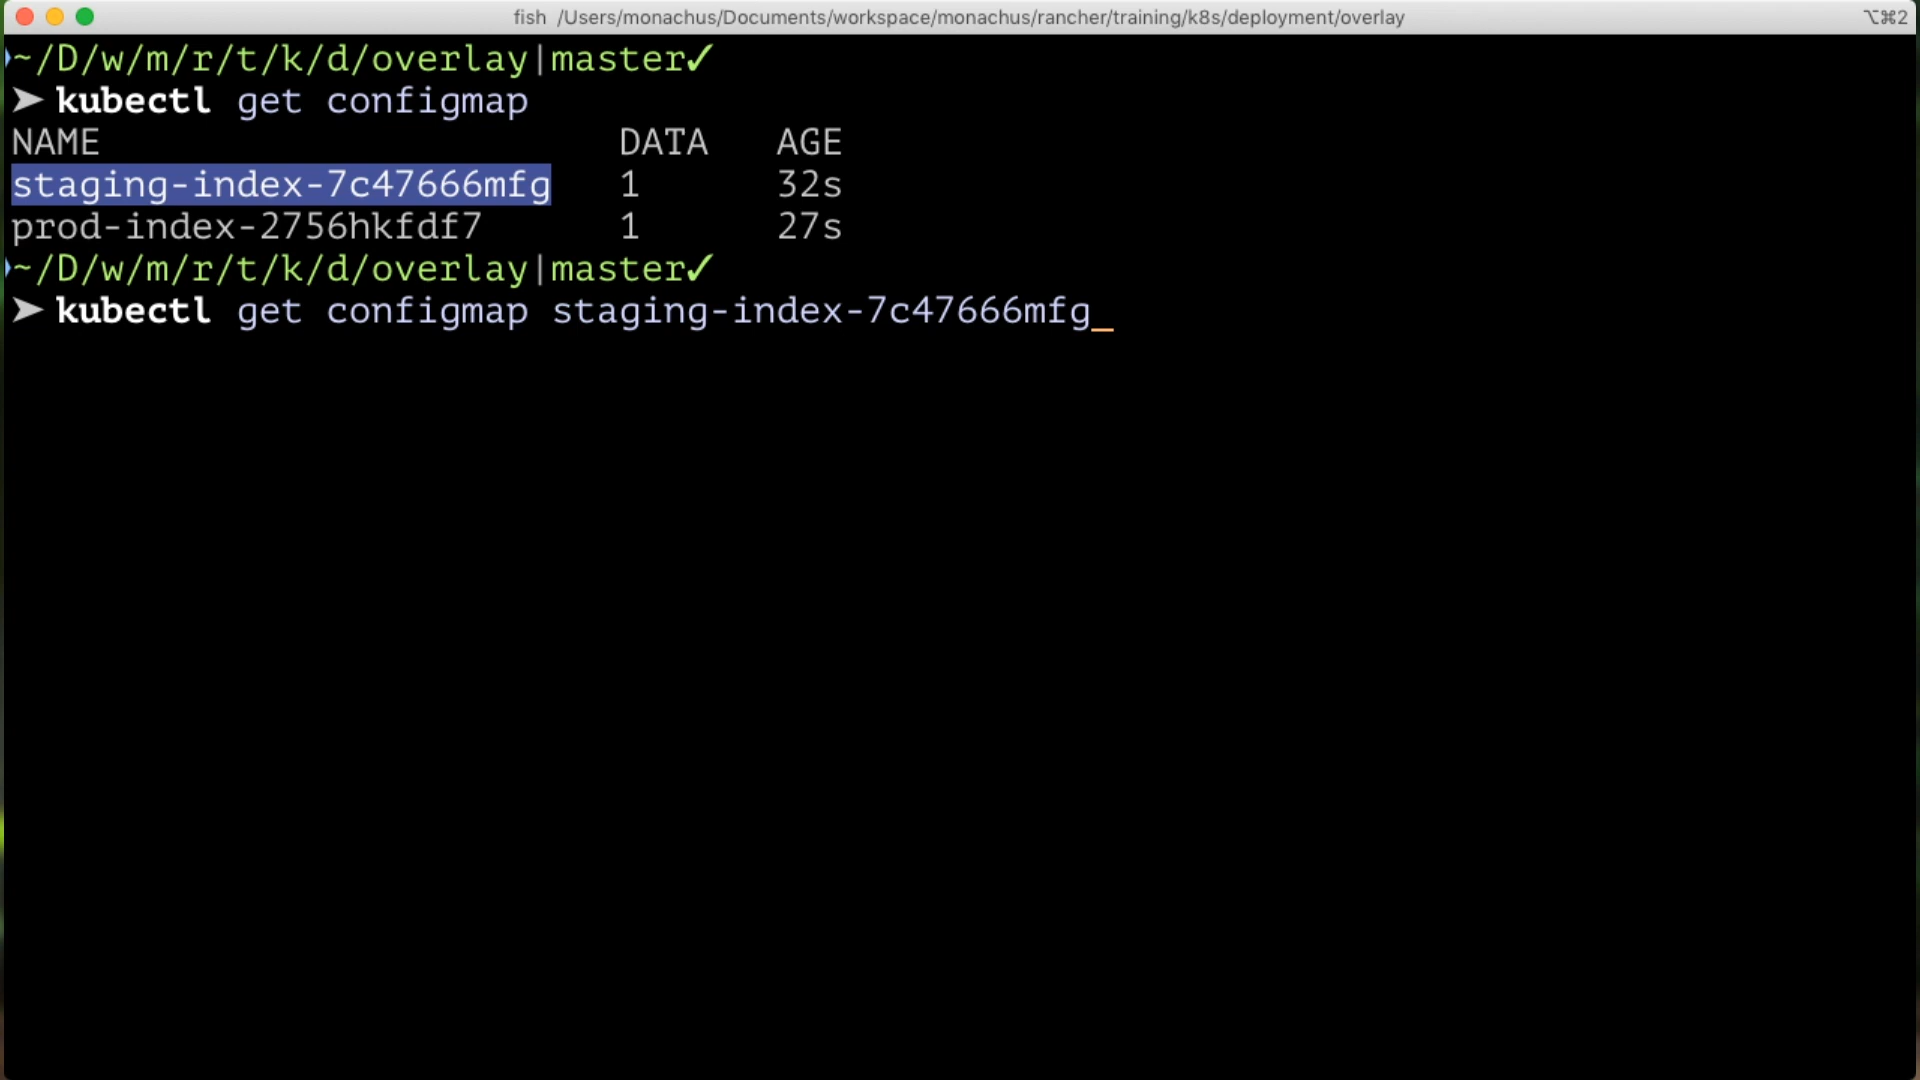 fish /Users/monachus/Documents/workspace/monachus/rancher/training/k8s/deployment/overlay ⌥⌘2
~/D/w/m/r/t/k/d/overlay|master✓
➤ kubectl get configmap
NAME DATA AGE
staging-index-7c47666mfg 1 32s
prod-index-2756hkfdf7 1 27s
~/D/w/m/r/t/k/d/overlay|master✓
➤ kubectl get configmap staging-index-7c47666mfg_